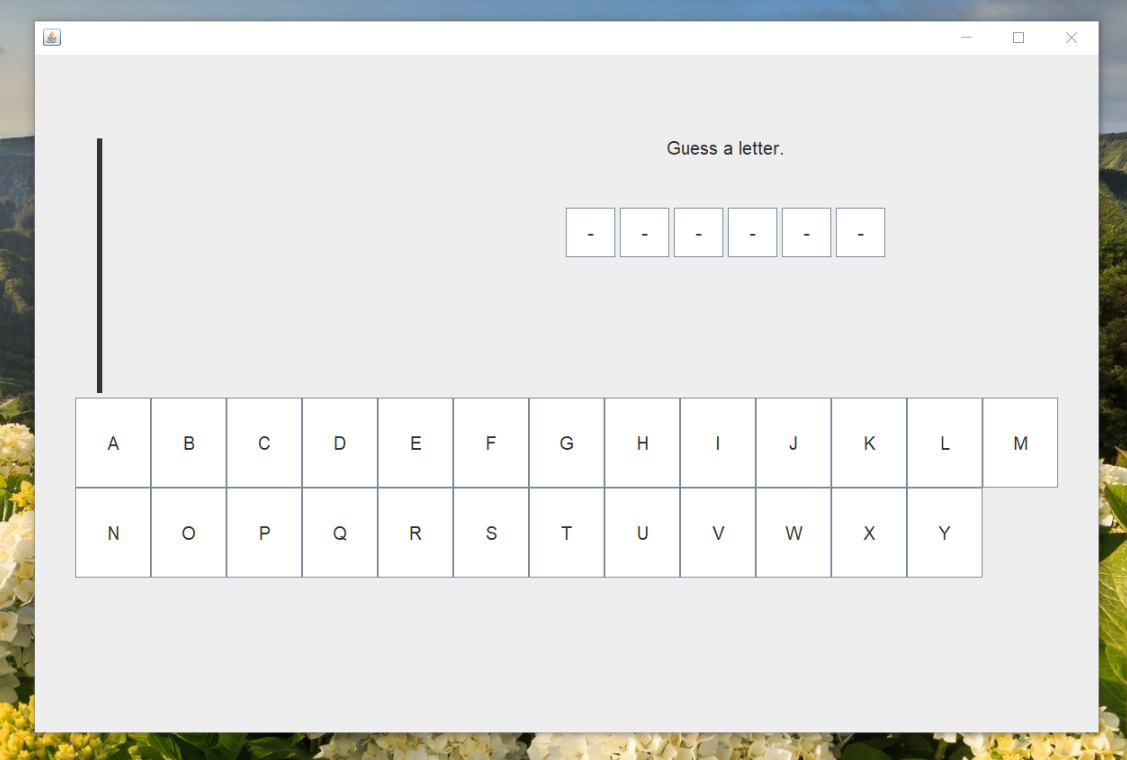 Guess a letter.
- - - - - -
A B C D E F G H I J K L M
N O P Q R S T U V W X Y